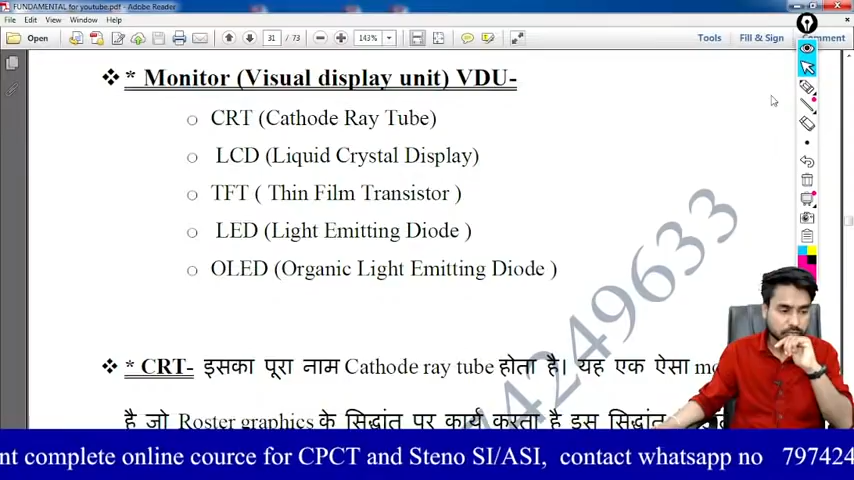 FUNDAMENTAL for youtube.pdf - Adobe Reader
File Edit View Window Help
Open 31 / 73 143% Tools Fill & Sign Comment
❖ * Monitor (Visual display unit) VDU-
○ CRT (Cathode Ray Tube)
○ LCD (Liquid Crystal Display)
○ TFT ( Thin Film Transistor )
○ LED (Light Emitting Diode )
○ OLED (Organic Light Emitting Diode )
❖ * CRT- इसका पूरा नाम Cathode ray tube होता है। यह एक ऐसा
है जो Roster graphics के सिद्धांत पर कार्य करता है इस सिद्धांत
74249633
nt complete online cource for CPCT and Steno SI/ASI, contact whatsapp no 797424